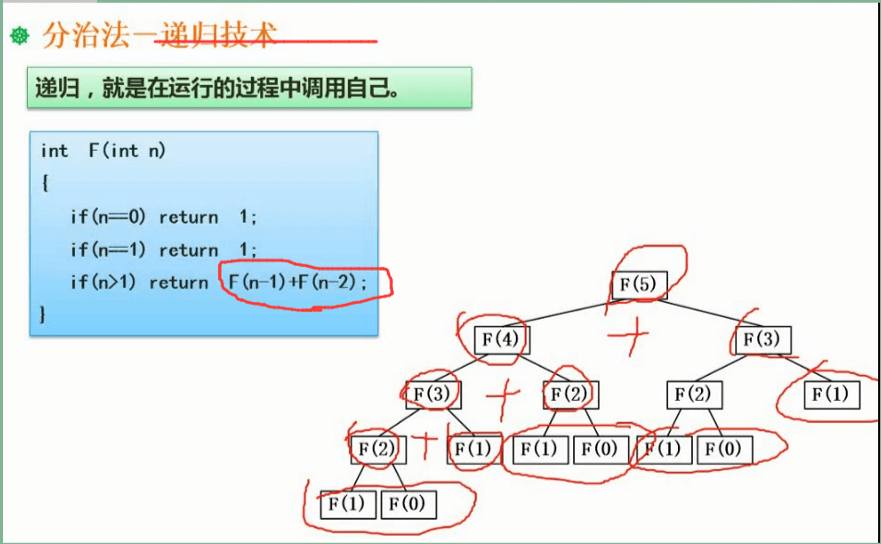 分治法－递归技术
递归，就是在运行的过程中调用自己。
int F(int n)
{
if(n==0) return 1;
if(n==1) return 1;
if(n>1) return F(n-1)+F(n-2);
}
F(5)
F(4) + F(3)
F(3) + F(2) F(2) F(1)
F(2) + F(1) F(1) F(0) F(1) F(0)
F(1) F(0)